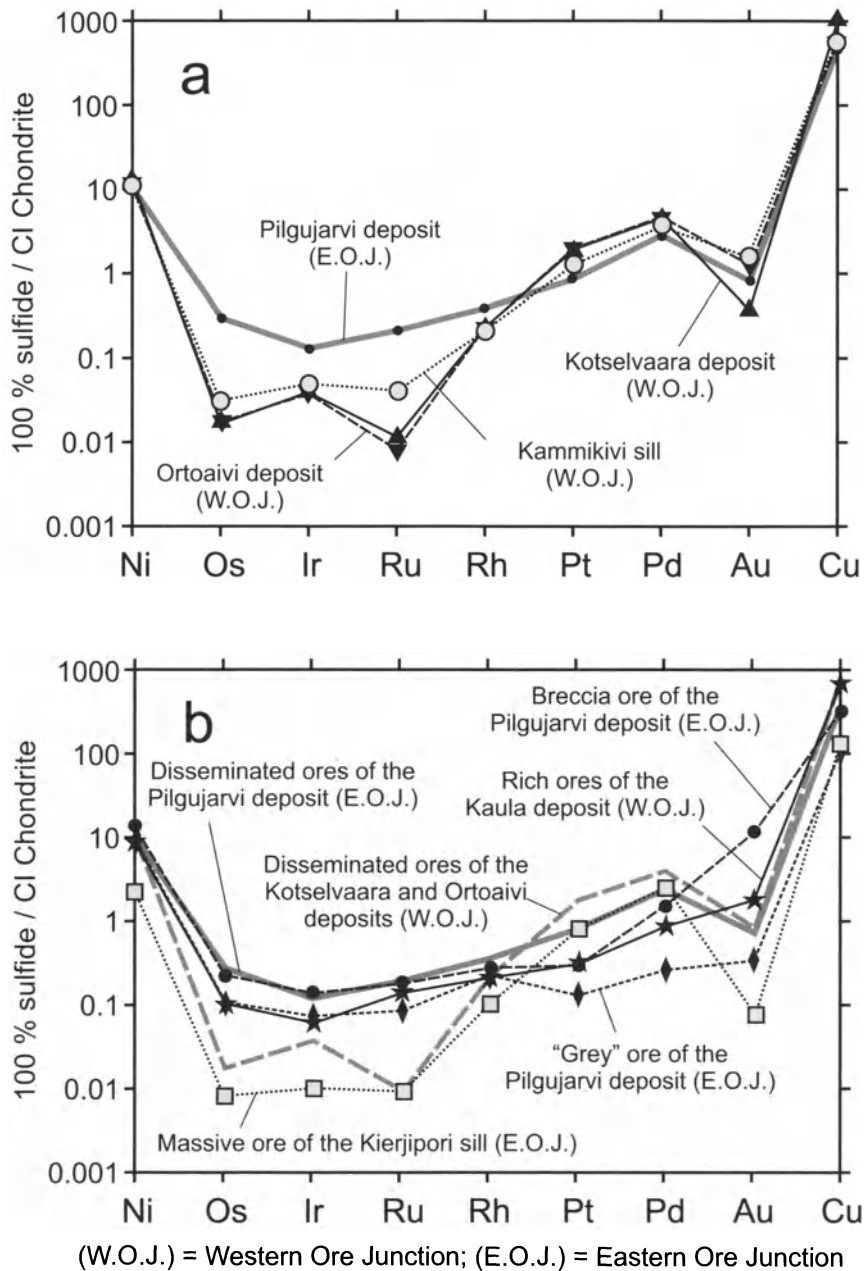 1000
a
100
10
Pilgujarvi deposit
(E.O.J.)
1
0.1
Kotselvaara deposit
(W.O.J.)
0.01
Ortoaivi deposit
(W.O.J.)
Kammikivi sill
(W.O.J.)
0.001
100 % sulfide / CI Chondrite
Ni Os Ir Ru Rh Pt Pd Au Cu
1000
b
Breccia ore of the
Pilgujarvi deposit (E.O.J.)
100
Disseminated ores of the
Pilgujarvi deposit (E.O.J.)
Rich ores of the
Kaula deposit (W.O.J.)
10
Disseminated ores of the
Kotselvaara and Ortoaivi
deposits (W.O.J.)
1
0.1
"Grey" ore of the
Pilgujarvi deposit (E.O.J.)
0.01
Massive ore of the Kierjipori sill (E.O.J.)
0.001
100 % sulfide / CI Chondrite
Ni Os Ir Ru Rh Pt Pd Au Cu
(W.O.J.) = Western Ore Junction; (E.O.J.) = Eastern Ore Junction